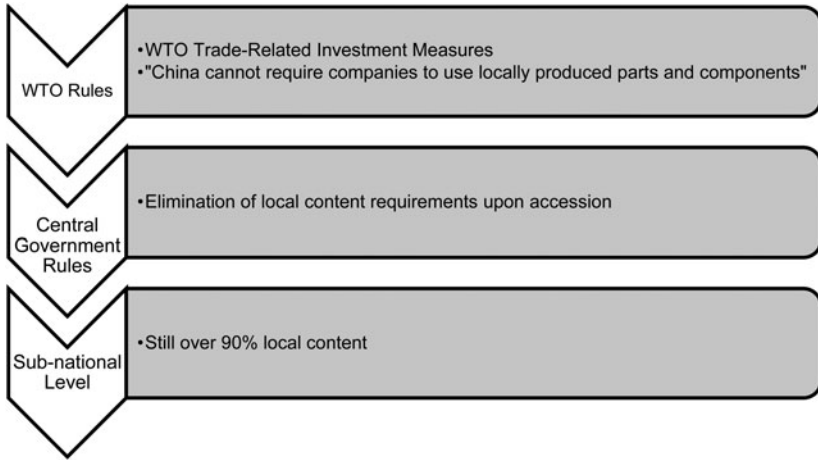 WTO Rules
•WTO Trade-Related Investment Measures
•"China cannot require companies to use locally produced parts and components"
Central
Government
Rules
•Elimination of local content requirements upon accession
Sub-national
Level
•Still over 90% local content